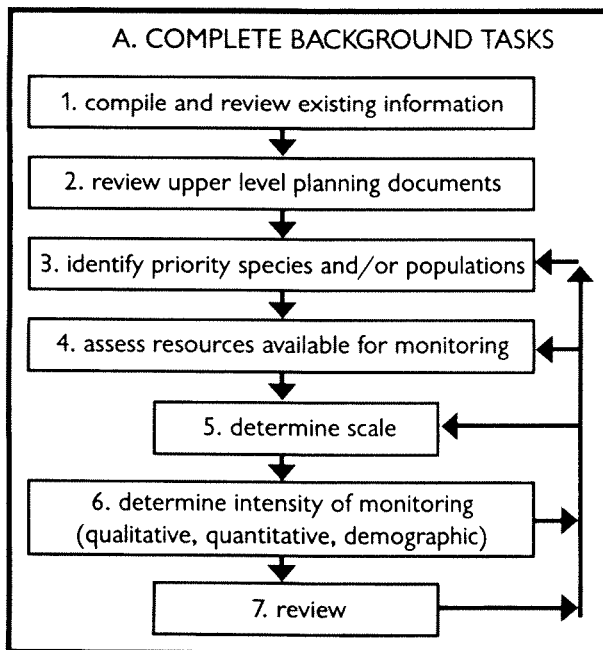 A. COMPLETE BACKGROUND TASKS
1. compile and review existing information
2. review upper level planning documents
3. identify priority species and/or populations
4. assess resources available for monitoring
5. determine scale
6. determine intensity of monitoring
(qualitative, quantitative, demographic)
7. review